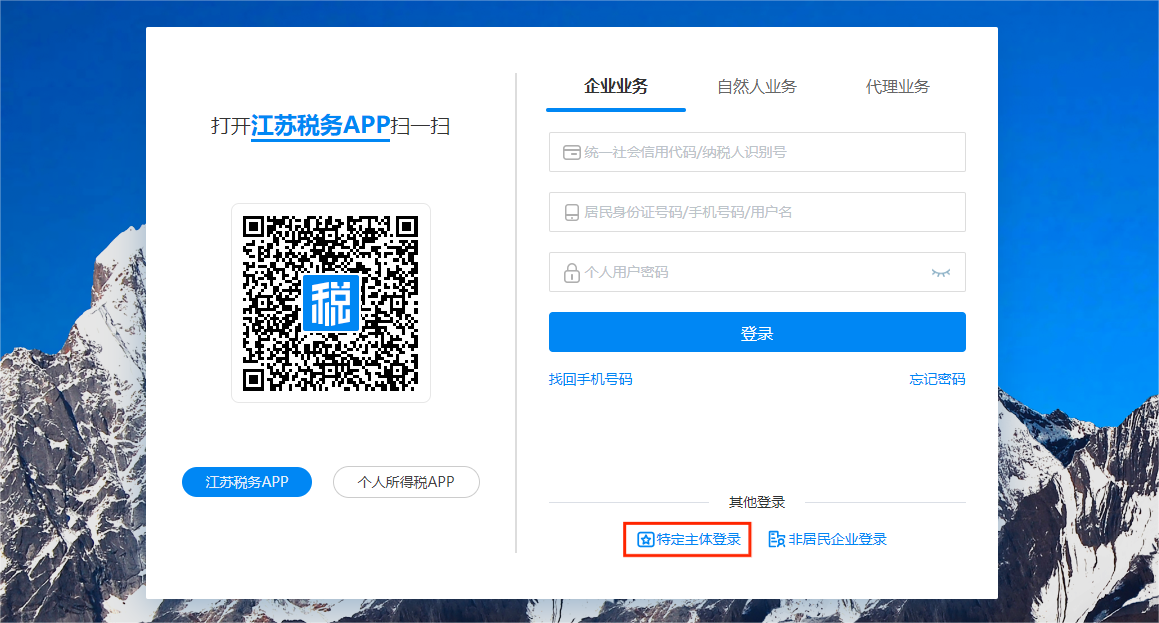 打开江苏税务APP扫一扫
税
江苏税务APP
个人所得税APP
企业业务
自然人业务
代理业务
统一社会信用代码/纳税人识别号
居民身份证号码/手机号码/用户名
个人用户密码
登录
找回手机号码
忘记密码
其他登录
特定主体登录
非居民企业登录